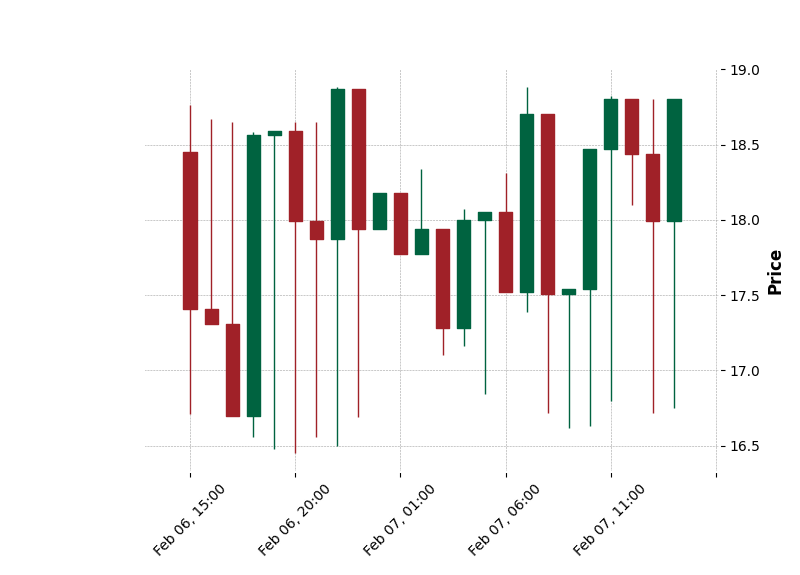 19.0
18.5
18.0
17.5
17.0
16.5
Price
Feb 06, 15:00
Feb 06, 20:00
Feb 07, 01:00
Feb 07, 06:00
Feb 07, 11:00